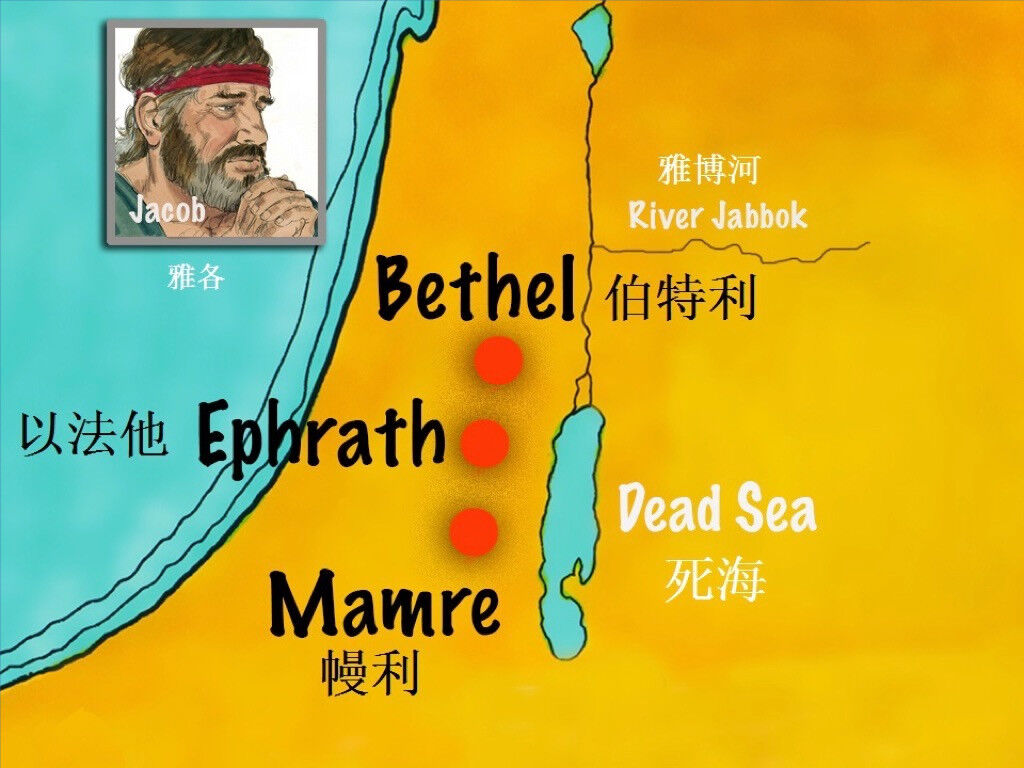 Jacob
雅各
雅博河
River Jabbok
Bethel 伯特利
以法他 Ephrath
Dead Sea
死海
Mamre
幔利